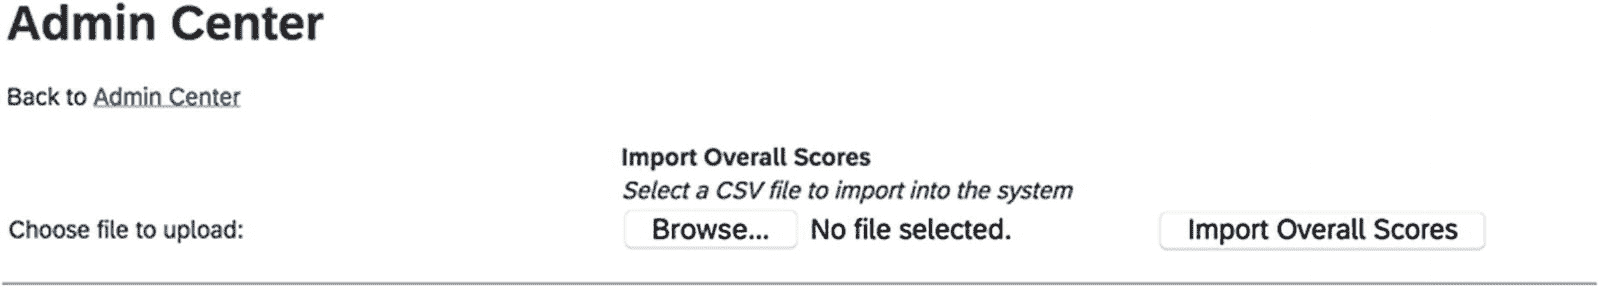 Admin Center
Back to Admin Center
Import Overall Scores
Select a CSV file to import into the system
Choose file to upload: Browse... No file selected. Import Overall Scores